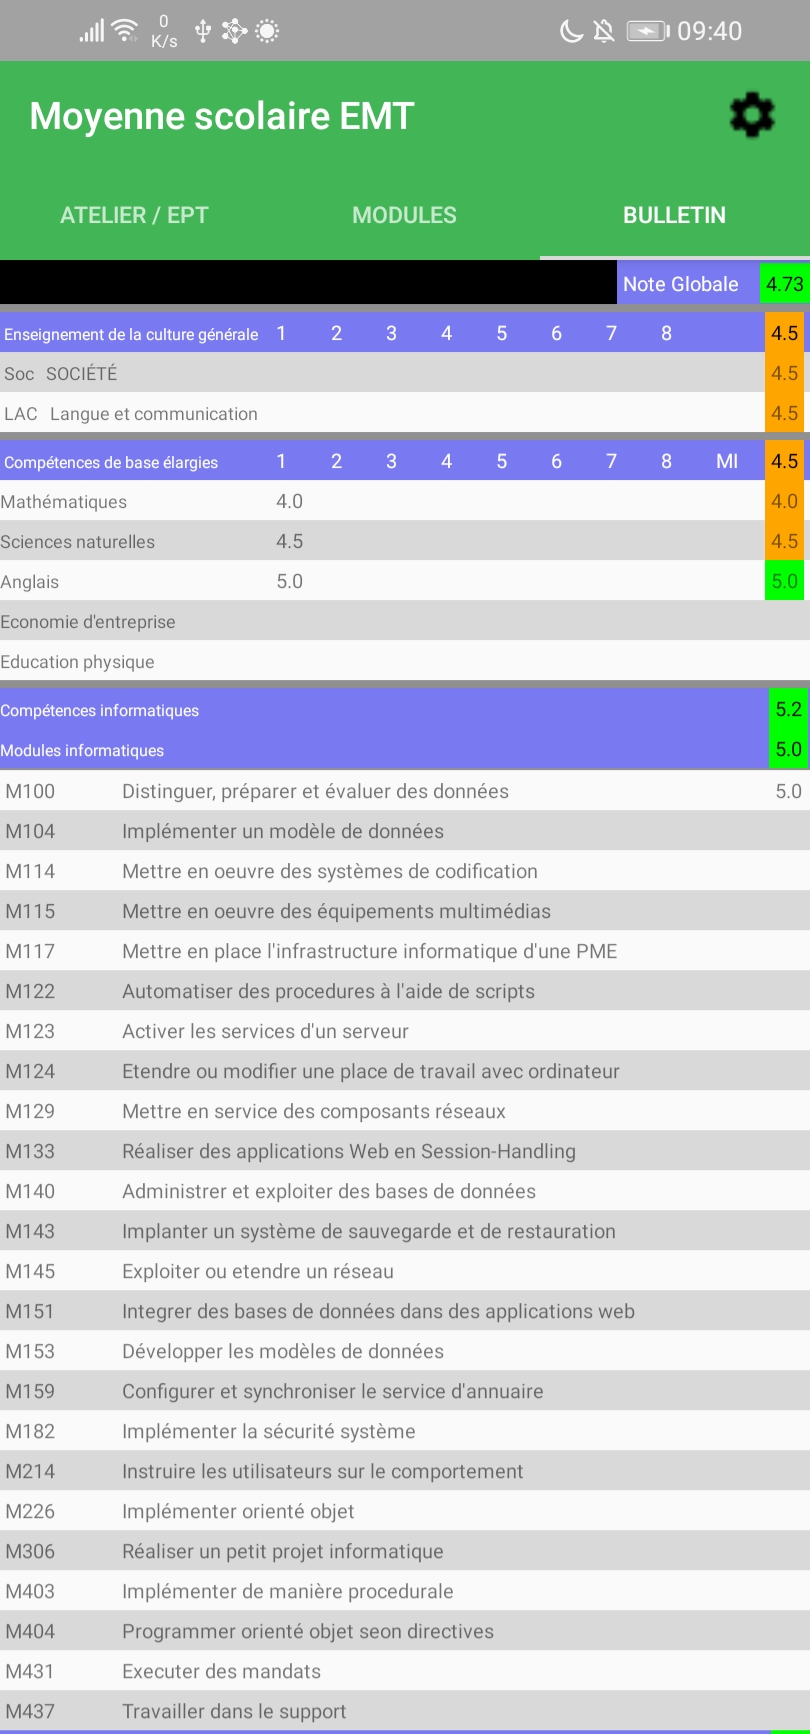 0
K/s
09:40
Moyenne scolaire EMT
ATELIER / EPT MODULES BULLETIN
Note Globale 4.73
Enseignement de la culture générale 1 2 3 4 5 6 7 8 4.5
Soc SOCIÉTÉ 4.5
LAC Langue et communication 4.5
Compétences de base élargies 1 2 3 4 5 6 7 8 MI 4.5
Mathématiques 4.0 4.0
Sciences naturelles 4.5 4.5
Anglais 5.0 5.0
Economie d'entreprise
Education physique
Compétences informatiques 5.2
Modules informatiques 5.0
M100 Distinguer, préparer et évaluer des données 5.0
M104 Implémenter un modèle de données
M114 Mettre en oeuvre des systèmes de codification
M115 Mettre en oeuvre des équipements multimédias
M117 Mettre en place l'infrastructure informatique d'une PME
M122 Automatiser des procedures à l'aide de scripts
M123 Activer les services d'un serveur
M124 Etendre ou modifier une place de travail avec ordinateur
M129 Mettre en service des composants réseaux
M133 Réaliser des applications Web en Session-Handling
M140 Administrer et exploiter des bases de données
M143 Implanter un système de sauvegarde et de restauration
M145 Exploiter ou etendre un réseau
M151 Integrer des bases de données dans des applications web
M153 Développer les modèles de données
M159 Configurer et synchroniser le service d'annuaire
M182 Implémenter la sécurité système
M214 Instruire les utilisateurs sur le comportement
M226 Implémenter orienté objet
M306 Réaliser un petit projet informatique
M403 Implémenter de manière procedurale
M404 Programmer orienté objet seon directives
M431 Executer des mandats
M437 Travailler dans le support